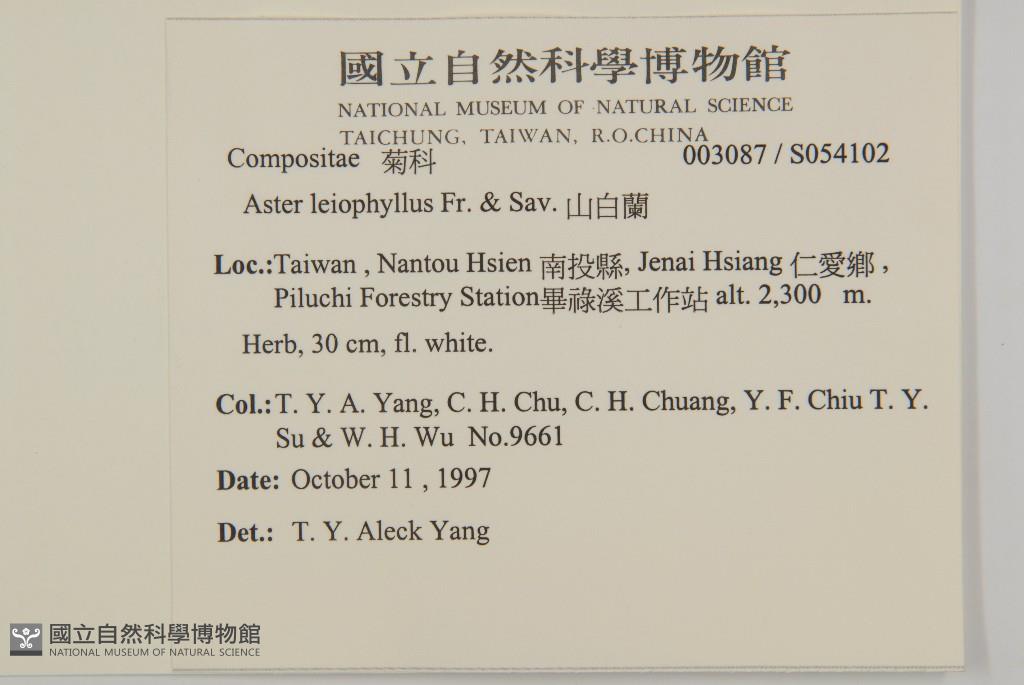 國立自然科學博物館
NATIONAL MUSEUM OF NATURAL SCIENCE
TAICHUNG, TAIWAN, R.O.CHINA
Compositae 菊科 003087 / S054102
Aster leiophyllus Fr. & Sav. 山白蘭
Loc.:Taiwan , Nantou Hsien 南投縣, Jenai Hsiang 仁愛鄉 ,
Piluchi Forestry Station畢祿溪工作站 alt. 2,300 m.
Herb, 30 cm, fl. white.
Col.:T. Y. A. Yang, C. H. Chu, C. H. Chuang, Y. F. Chiu T. Y.
Su & W. H. Wu No.9661
Date: October 11 , 1997
Det.: T. Y. Aleck Yang
國立自然科學博物館
NATIONAL MUSEUM OF NATURAL SCIENCE